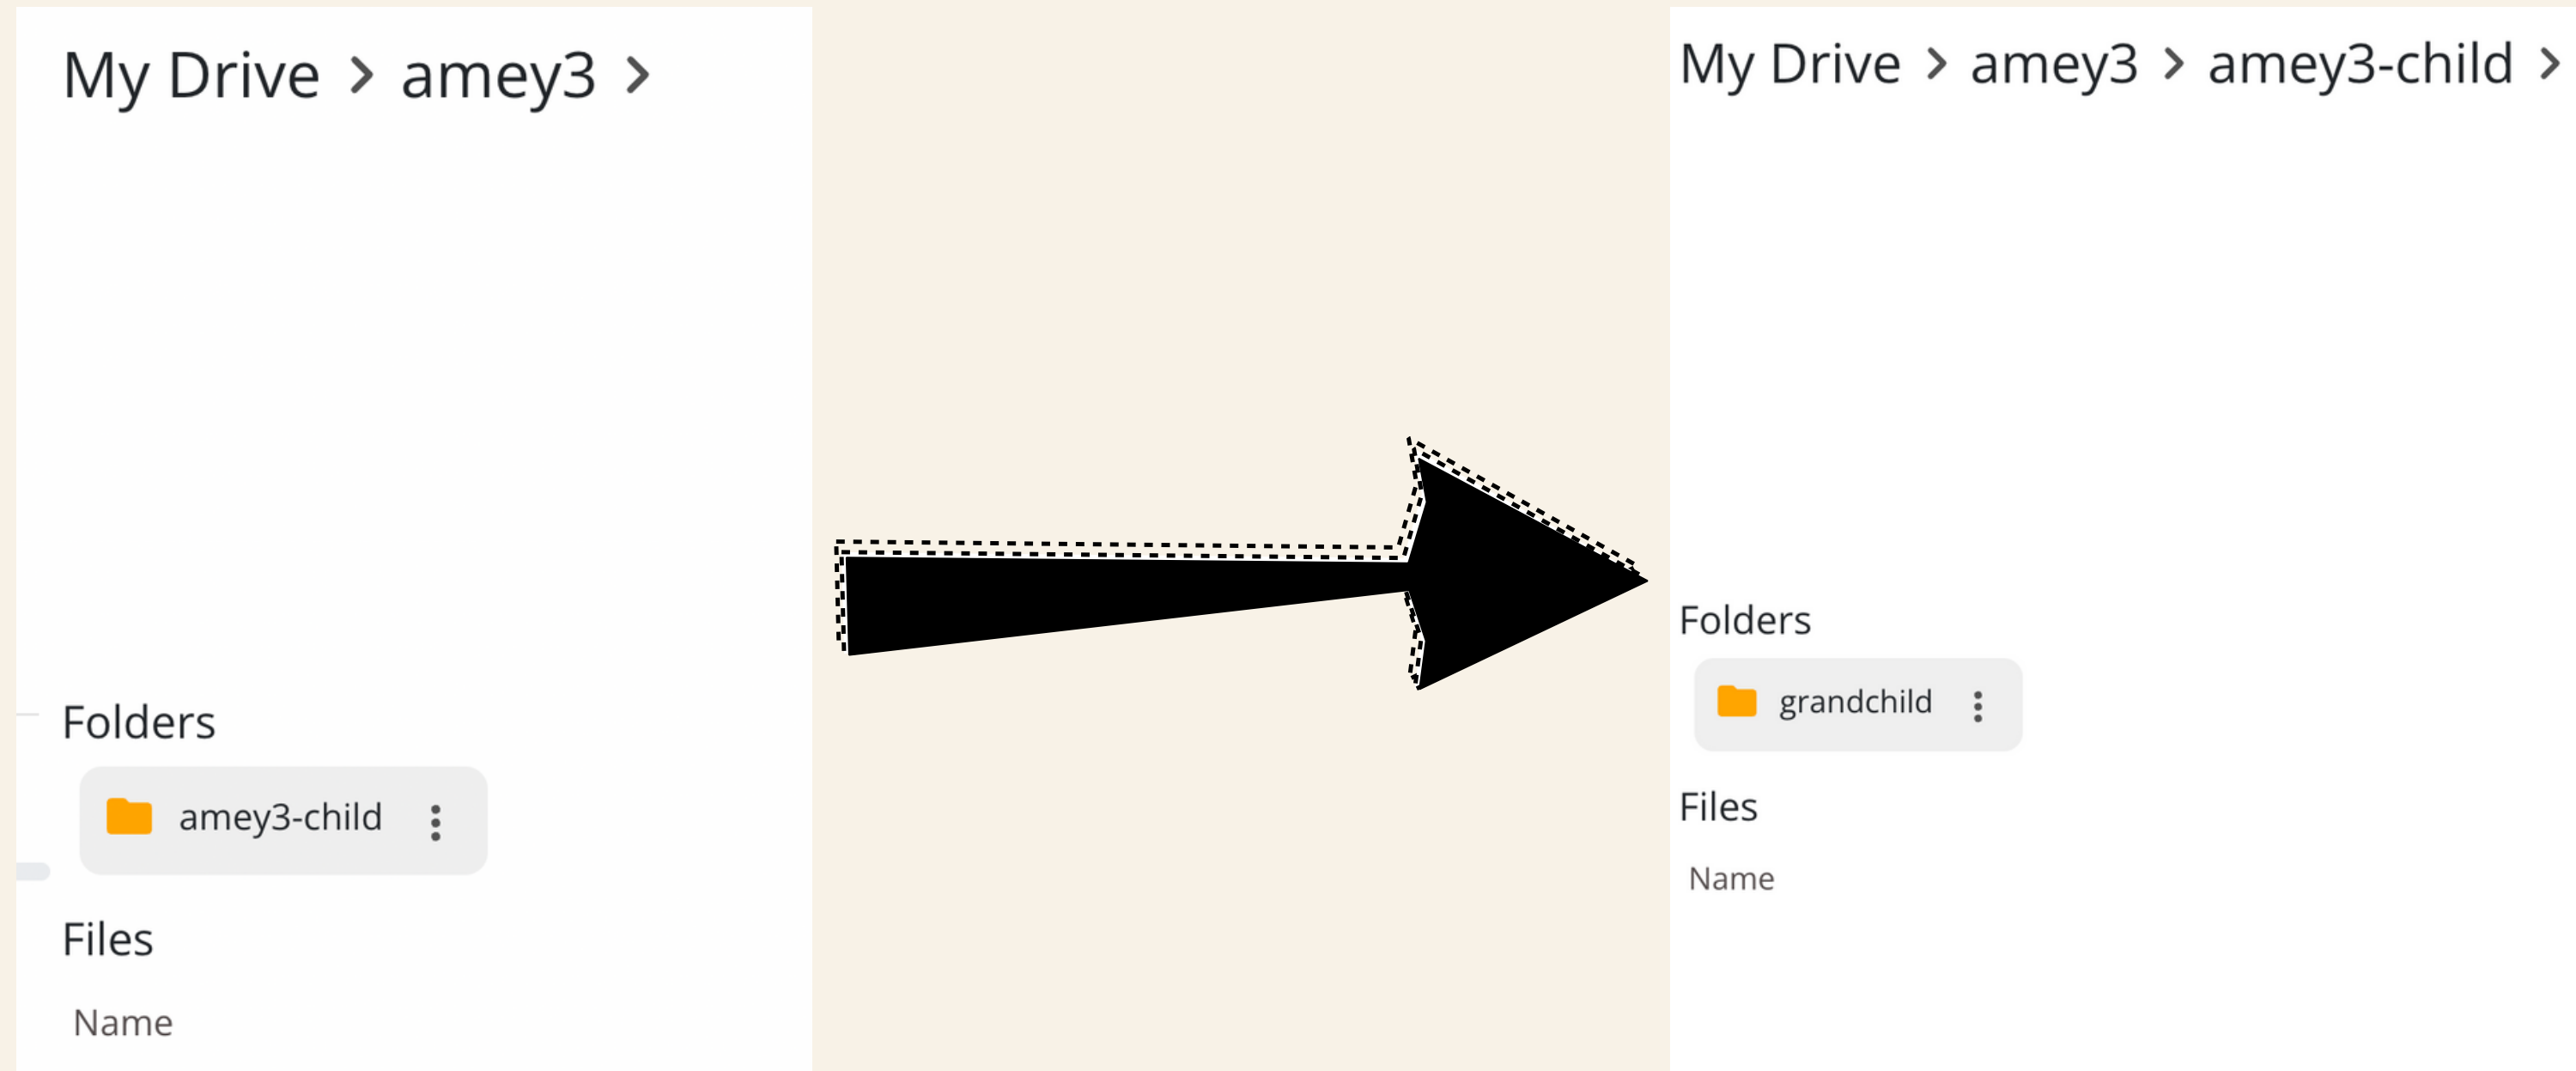 My Drive > amey3 >
Folders
amey3-child
Files
Name
My Drive > amey3 > amey3-child >
Folders
grandchild
Files
Name